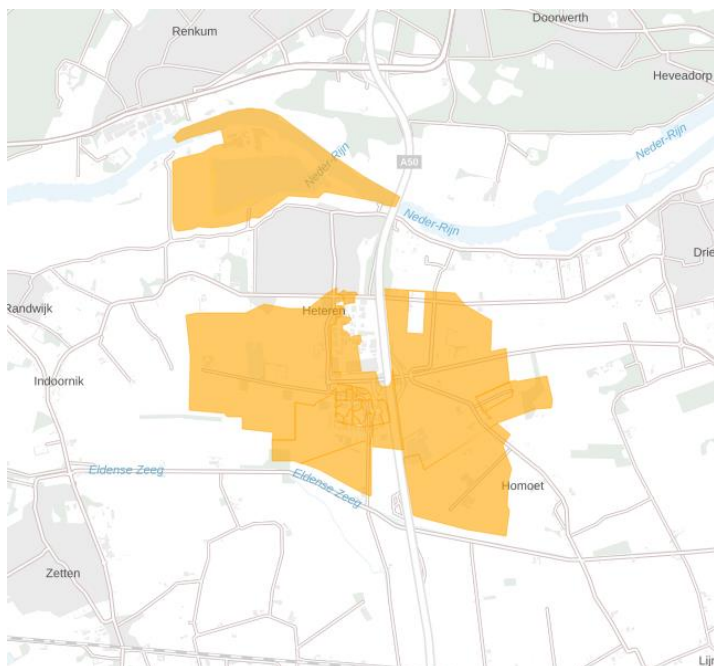 Doorwerth
Renkum
Heveadorp
Neder-Rijn
Neder-Rijn
A50
Neder-Rijn
Drie
Randwijk
Heteren
Indoornik
Eldense Zeeg
Eldense Zeeg
Homoet
Zetten
Lijn